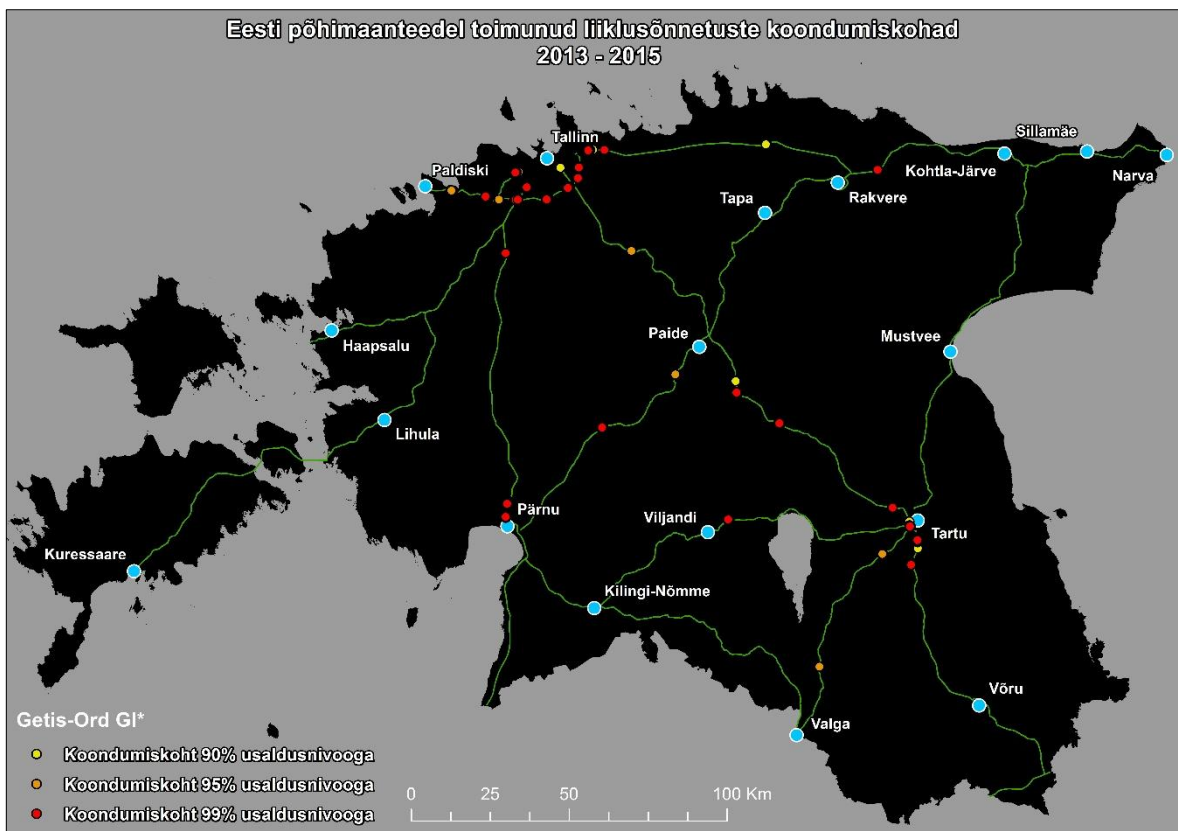 Eesti põhimaanteedel toimunud liiklusõnnetuste koondumiskohad
2013 - 2015
Tallinn
Sillamäe
Paldiski
Kohtla-Järve
Narva
Tapa
Rakvere
Haapsalu
Paide
Mustvee
Lihula
Pärnu
Viljandi
Tartu
Kuressaare
Kilingi-Nõmme
Võru
Valga
Getis-Ord GI*
Koondumiskoht 90% usaldusnivooga
Koondumiskoht 95% usaldusnivooga
Koondumiskoht 99% usaldusnivooga
0 25 50 100 Km